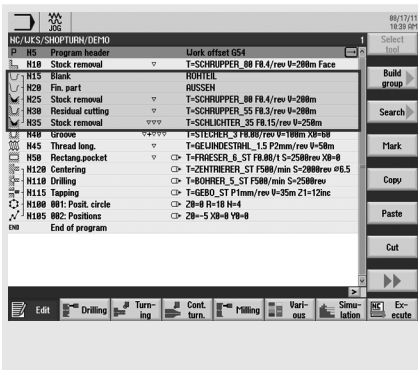 JOG
08/17/11
10:39 AM
NC/WKS/SHOPTURN/DEMO 1
Select tool
P N5 Program header Work offset G54
N10 Stock removal ▽ T=SCHRUPPER_80 F0.4/rev V=200m Face
N15 Blank ROHTEIL
N20 Fin. part AUSSEN
N25 Stock removal ▽ T=SCHRUPPER_80 F0.4/rev V=200m
N30 Residual cutting ▽ T=SCHRUPPER_55 F0.3/rev V=200m
N35 Stock removal ▽▽▽ T=SCHLICHTER_35 F0.15/rev V=250m
N40 Groove ▽+▽▽▽ T=STECHER_3 F0.08/rev V=180m X0=60
N45 Thread long. ▽ T=GEWINDESTAHL_1.5 P2mm/rev V=50m
N50 Rectang.pocket ▽ T=FRAESER_6_ST F0.08/t S=2500rev X0=0
N120 Centering T=ZENTRIERER_ST F500/min S=2000rev ø6.5
N110 Drilling T=BOHRER_5_ST F500/min S=2500rev
N115 Tapping T=GEBO_ST P1mm/rev V=35m Z1=12inc
N100 001: Posit. circle Z0=0 R=18 N=4
N105 002: Positions Z0=-5 X0=0 Y0=0
END End of program
Build group
Search
Mark
Copy
Paste
Cut
Edit
Drilling
Turn-ing
Cont. turn.
Milling
Vari-ous
Simu-lation
NC Ex-ecute